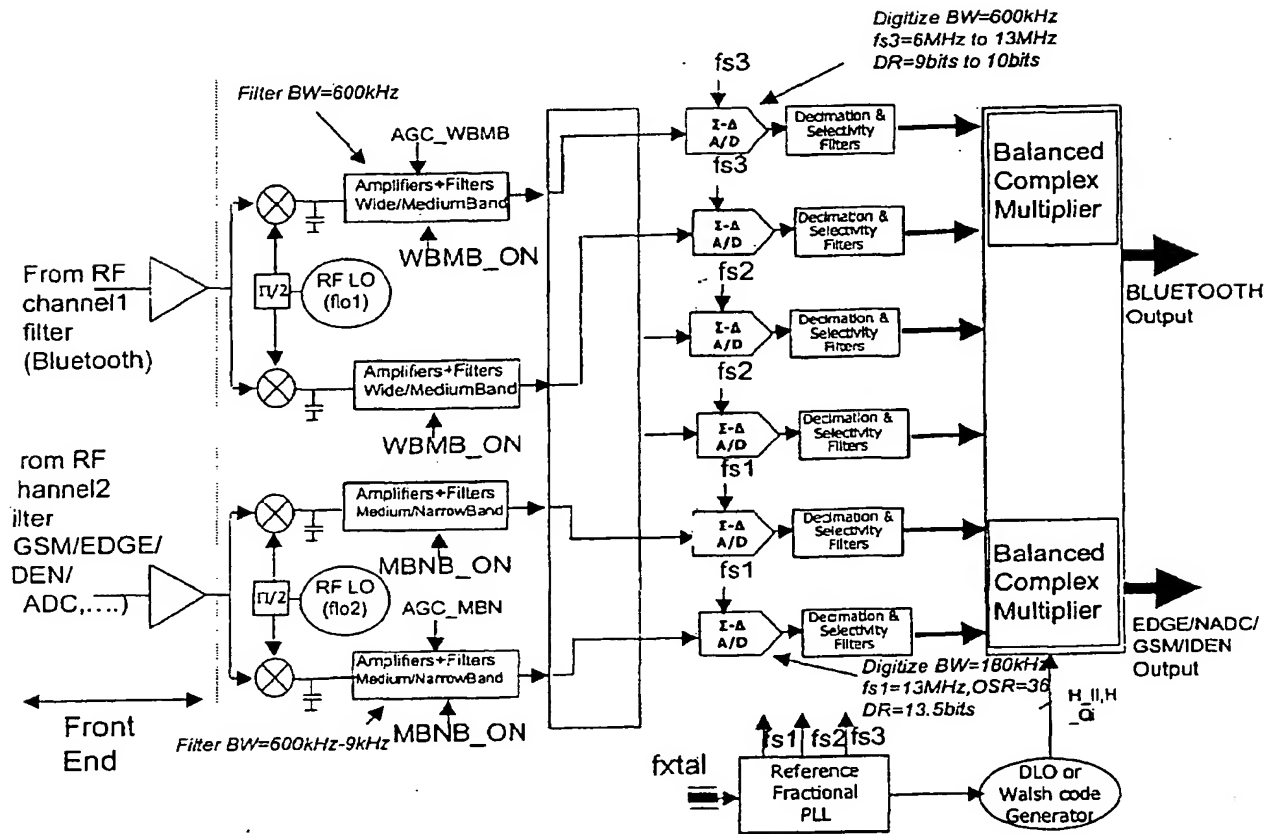 Digitize BW=600kHz
fs3=6MHz to 13MHz
DR=9bits to 10bits
Filter BW=600kHz
AGC_WBMB
Amplifiers+Filters
Wide/MediumBand
WBMB_ON
From RF
channel1
filter
(Bluetooth)
Π/2
RF LO
(flo1)
Amplifiers+Filters
Wide/MediumBand
WBMB_ON
rom RF
hannel2
ilter
GSM/EDGE/
DEN/
ADC,....)
Amplifiers+Filters
Medium/NarrowBand
MBNB_ON
Π/2
RF LO
(flo2)
AGC_MBN
Amplifiers+Filters
Medium/NarrowBand
MBNB_ON
Filter BW=600kHz-9kHz
Front
End
fs3
Σ-Δ
A/D
Decimation &
Selectivity
Filters
fs3
Σ-Δ
A/D
Decimation &
Selectivity
Filters
fs2
Σ-Δ
A/D
Decimation &
Selectivity
Filters
fs2
Σ-Δ
A/D
Decimation &
Selectivity
Filters
fs1
Σ-Δ
A/D
Decimation &
Selectivity
Filters
fs1
Σ-Δ
A/D
Decimation &
Selectivity
Filters
Digitize BW=180kHz
fs1=13MHz,OSR=36
DR=13.5bits
Balanced
Complex
Multiplier
BLUETOOTH
Output
Balanced
Complex
Multiplier
EDGE/NADC/
GSM/IDEN
Output
H_II,H
_Qi
fs1 fs2 fs3
fxtal
Reference
Fractional
PLL
DLO or
Walsh code
Generator